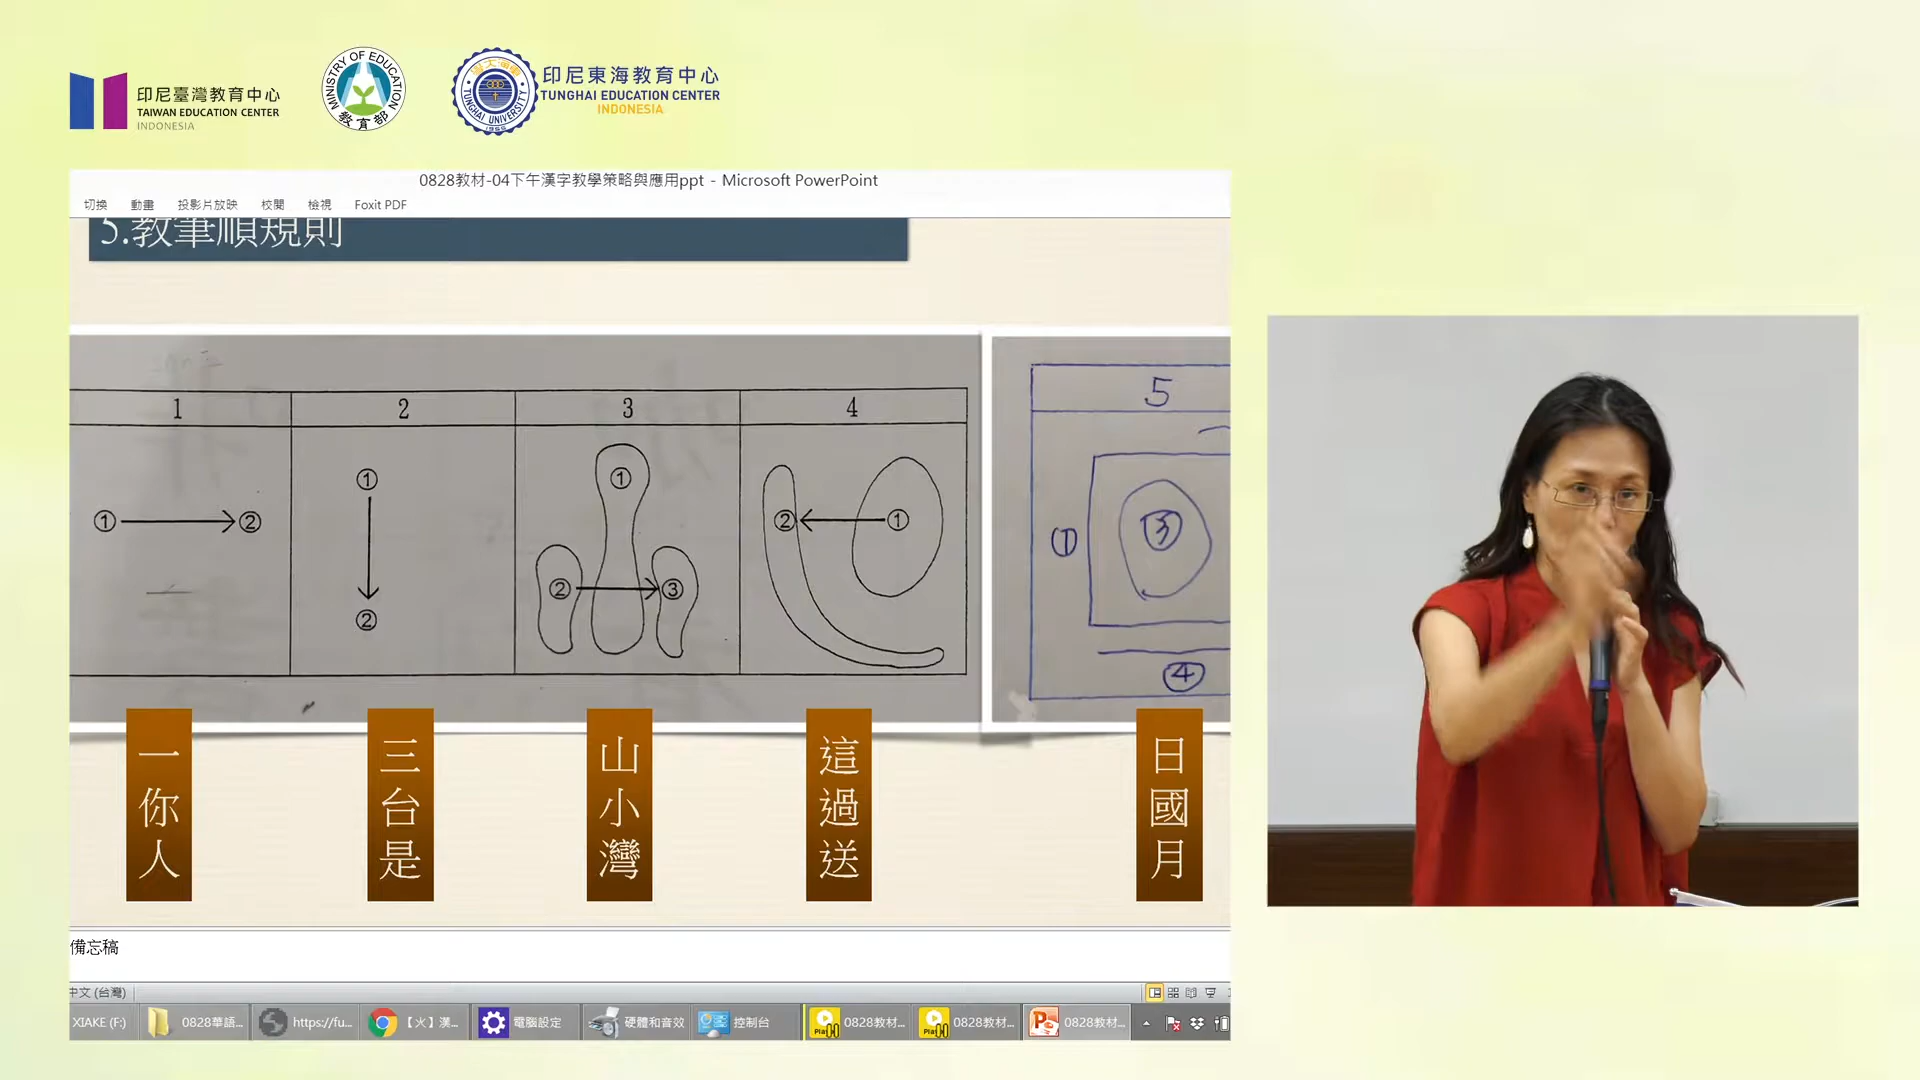 印尼臺灣教育中心
TAIWAN EDUCATION CENTER
INDONESIA
MINISTRY OF EDUCATION
教育部
TUNGHAI UNIVERSITY
1955
印尼東海教育中心
TUNGHAI EDUCATION CENTER
INDONESIA
0828教材-04下午漢字教學策略與應用ppt - Microsoft PowerPoint
切換 動畫 投影片放映 校閱 檢視 Foxit PDF
5.教筆順規則
1 2 3 4 5
① ②
① ②
① ② ③
② ①
① ③ ④
一你人
三台是
山小灣
這過送
日國月
備忘稿
中文 (台灣)
XIAKE (F:) 0828華語... https://fu... 【火】漢... 電腦設定 硬體和音效 控制台 0828教材... 0828教材... 0828教材...